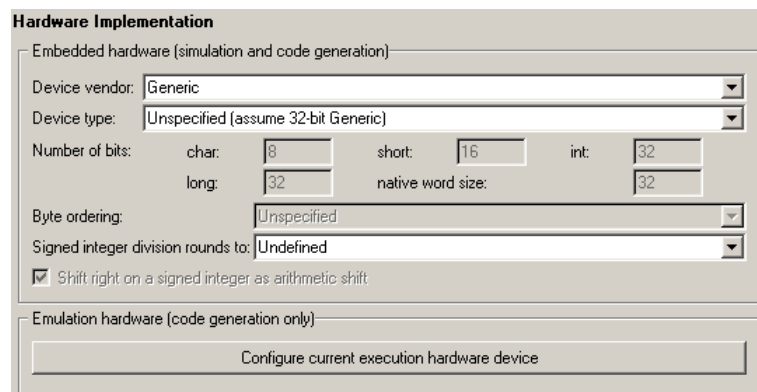 Hardware Implementation
Embedded hardware (simulation and code generation)
Device vendor: Generic
Device type: Unspecified (assume 32-bit Generic)
Number of bits: char: 8 short: 16 int: 32
long: 32 native word size: 32
Byte ordering: Unspecified
Signed integer division rounds to: Undefined
Shift right on a signed integer as arithmetic shift
Emulation hardware (code generation only)
Configure current execution hardware device